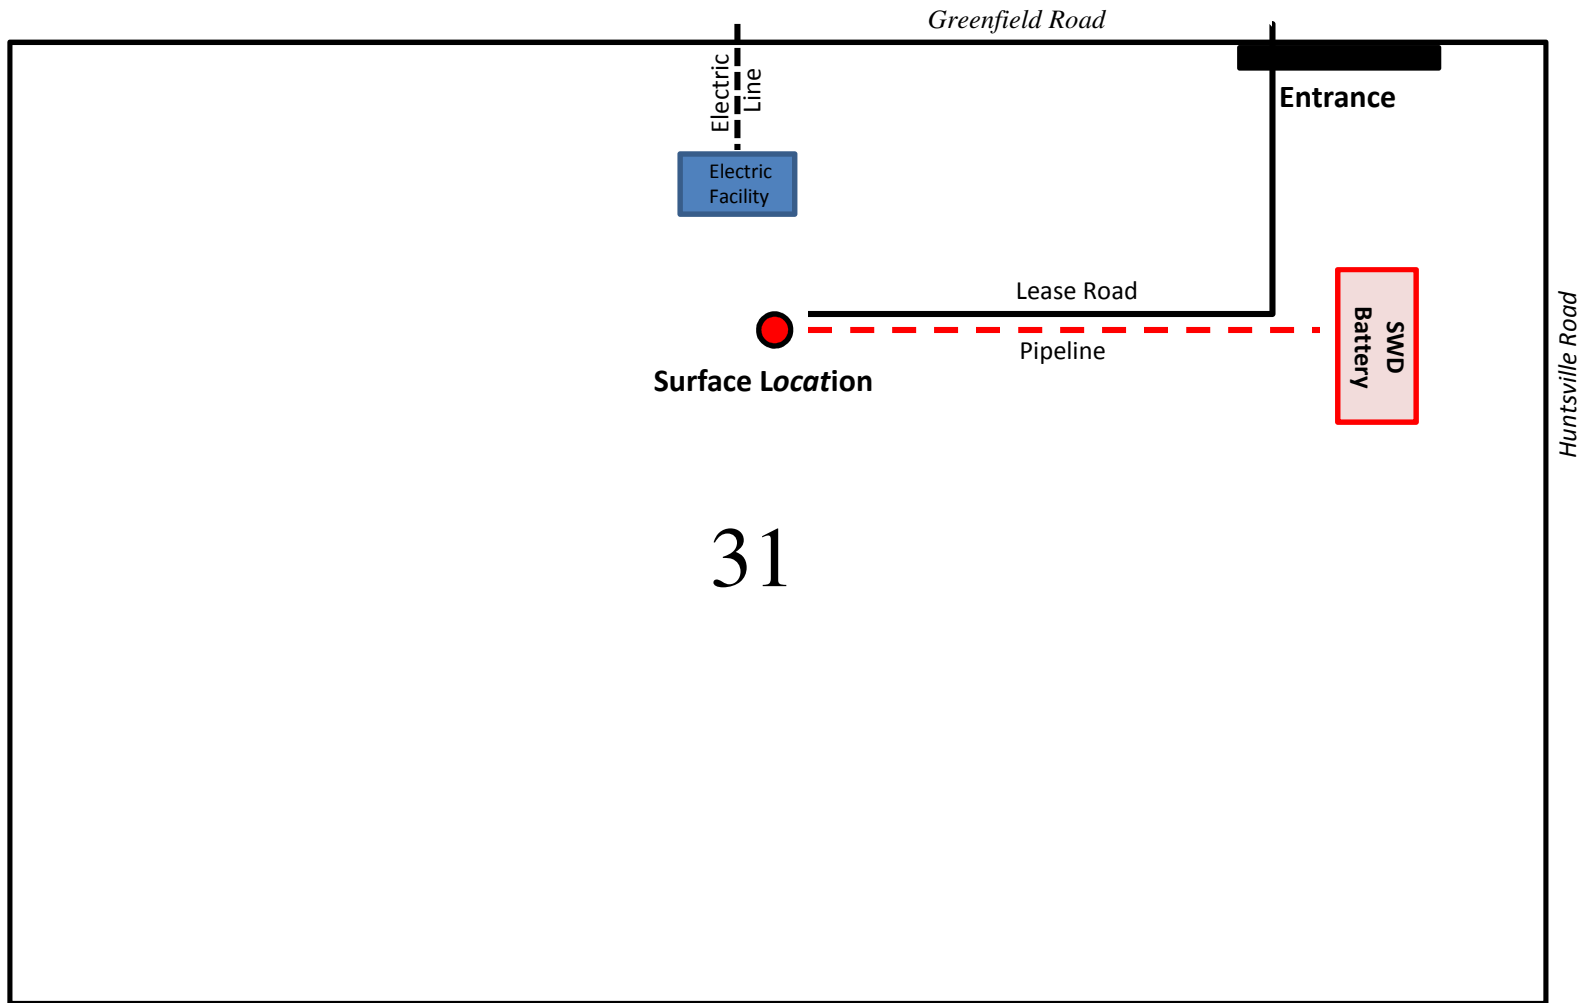 Greenfield Road
Electric
Line
Entrance
Electric
Facility
Lease Road
Pipeline
SWD
Battery
Huntsville Road
Surface Location
31